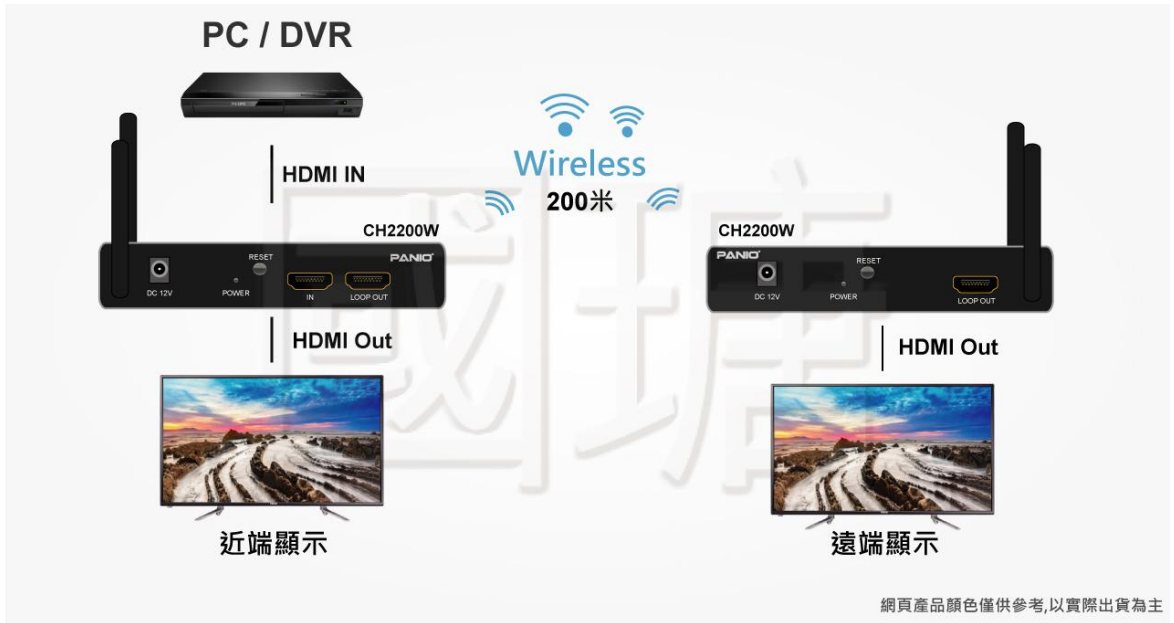 PC / DVR
HDMI IN
Wireless
200米
CH2200W
PANIO
RESET
DC 12V
POWER
IN
LOOP OUT
HDMI Out
近端顯示
CH2200W
PANIO
RESET
DC 12V
POWER
LOOP OUT
HDMI Out
遠端顯示
國瑭
網頁產品顏色僅供參考,以實際出貨為主